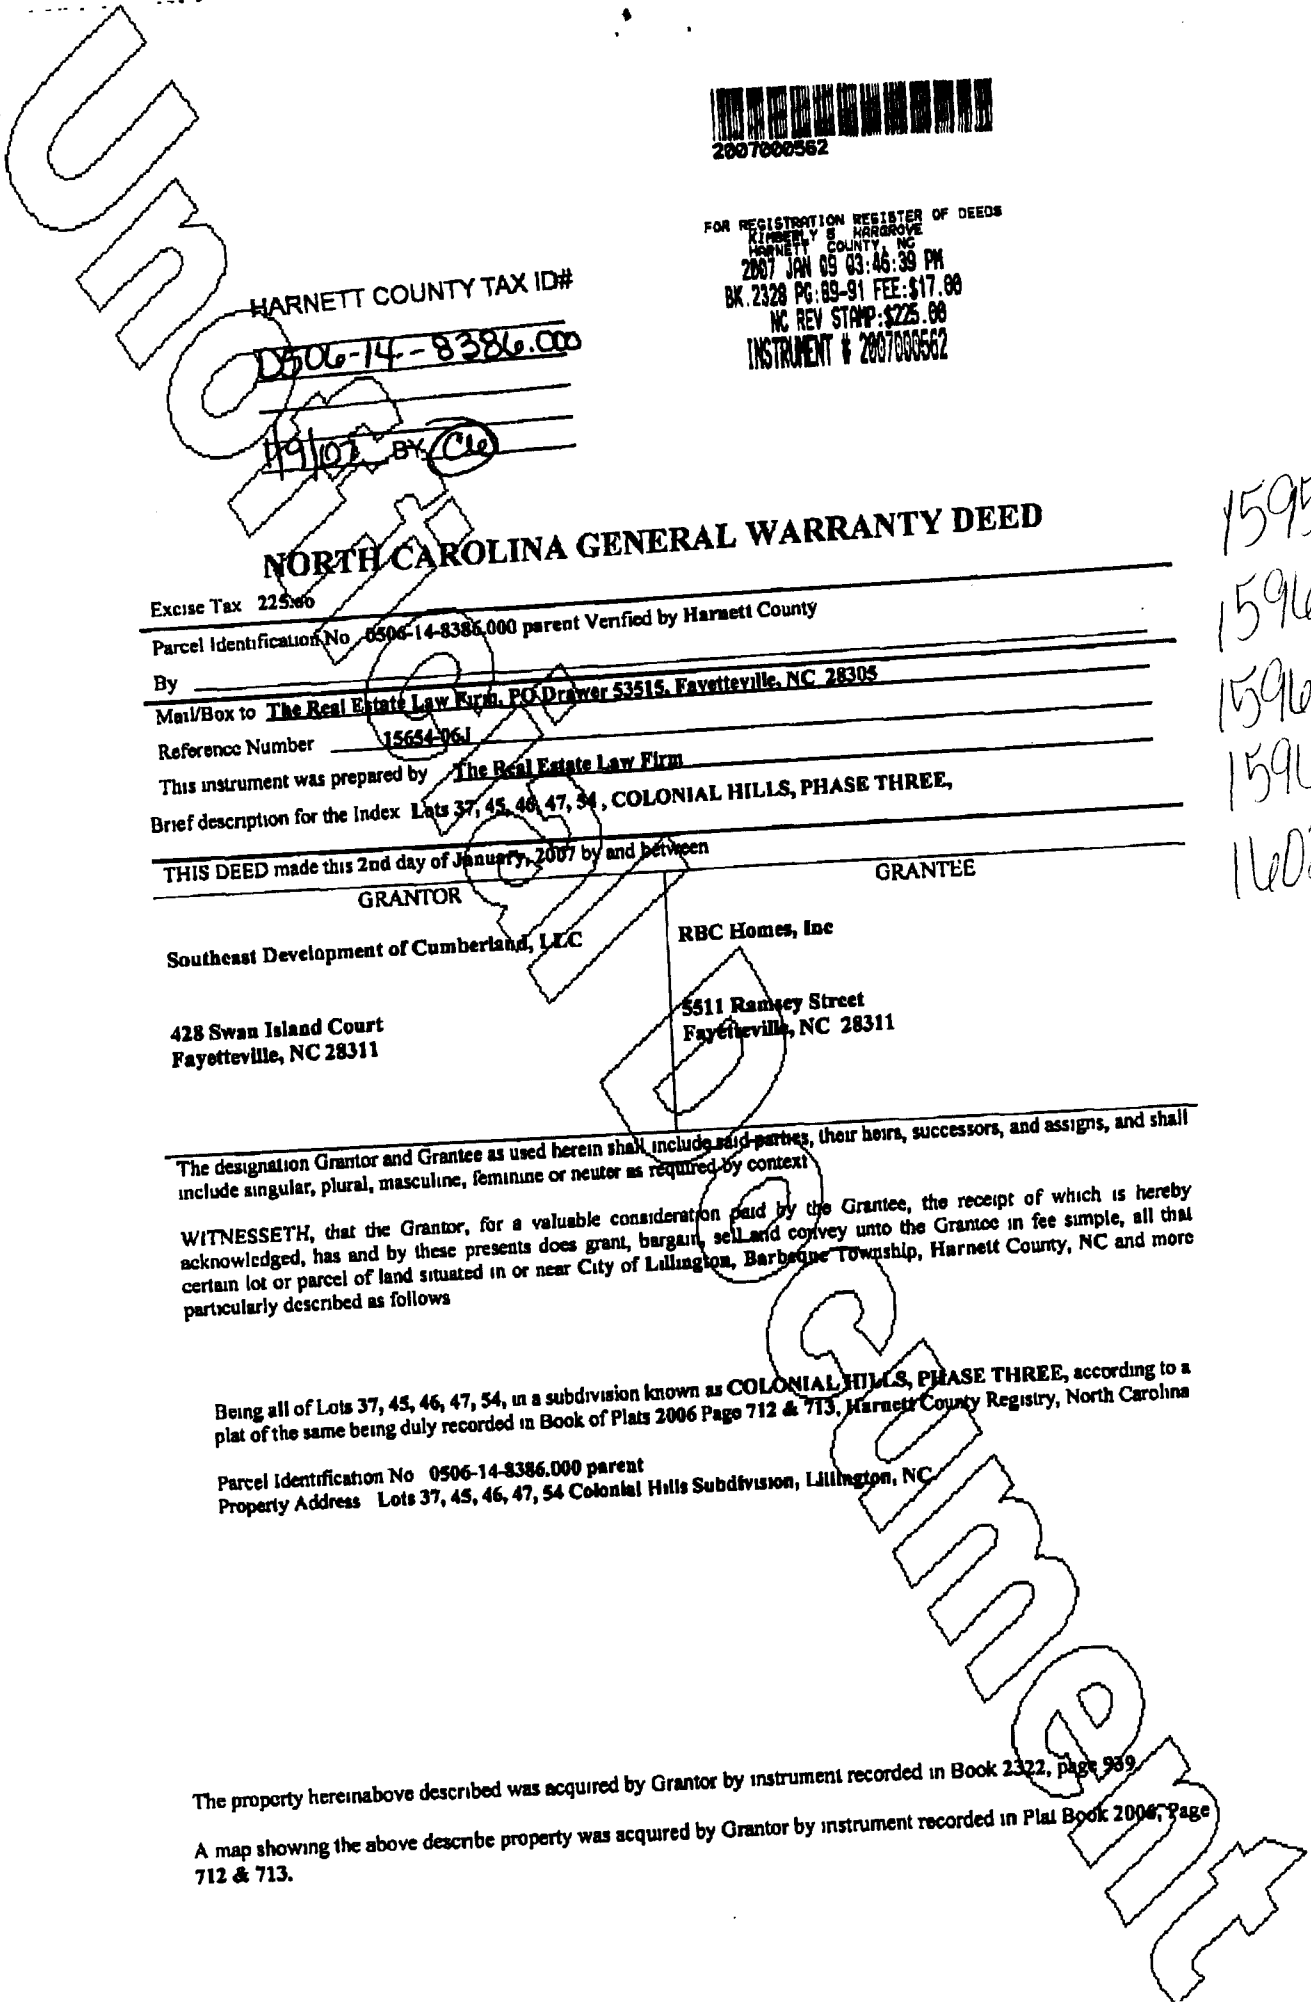 2007000562
FOR REGISTRATION REGISTER OF DEEDS
KIMBERLY S HARGROVE
HARNETT COUNTY, NC
2007 JAN 09 03:46:39 PM
BK:2328 PG:89-91 FEE:$17.00
NC REV STAMP:$225.00
INSTRUMENT # 2007000562
HARNETT COUNTY TAX ID#
0506-14--8386.000
1/9/07 BY
NORTH CAROLINA GENERAL WARRANTY DEED
1595
Excise Tax 225.00
Parcel Identification No 0506-14-8386.000 parent Verified by Harnett County
By
Mail/Box to The Real Estate Law Firm, PO Drawer 53515, Fayetteville, NC 28305
Reference Number 15654-06J
This instrument was prepared by The Real Estate Law Firm
Brief description for the Index Lots 37, 45, 46, 47, 54, COLONIAL HILLS, PHASE THREE,
THIS DEED made this 2nd day of January, 2007 by and between
GRANTOR
GRANTEE
Southeast Development of Cumberland, LLC
RBC Homes, Inc
428 Swan Island Court
Fayetteville, NC 28311
5511 Ramsey Street
Fayetteville, NC 28311
The designation Grantor and Grantee as used herein shall include said parties, their heirs, successors, and assigns, and shall
include singular, plural, masculine, feminine or neuter as required by context
WITNESSETH, that the Grantor, for a valuable consideration paid by the Grantee, the receipt of which is hereby
acknowledged, has and by these presents does grant, bargain, sell and convey unto the Grantee in fee simple, all that
certain lot or parcel of land situated in or near City of Lillington, Barbeque Township, Harnett County, NC and more
particularly described as follows
Being all of Lots 37, 45, 46, 47, 54, in a subdivision known as COLONIAL HILLS, PHASE THREE, according to a
plat of the same being duly recorded in Book of Plats 2006 Page 712 & 713, Harnett County Registry, North Carolina
Parcel Identification No 0506-14-8386.000 parent
Property Address Lots 37, 45, 46, 47, 54 Colonial Hills Subdivision, Lillington, NC
The property hereinabove described was acquired by Grantor by instrument recorded in Book 2322, page 939.
A map showing the above describe property was acquired by Grantor by instrument recorded in Plat Book 2006, Page
712 & 713.
Unofficial Document